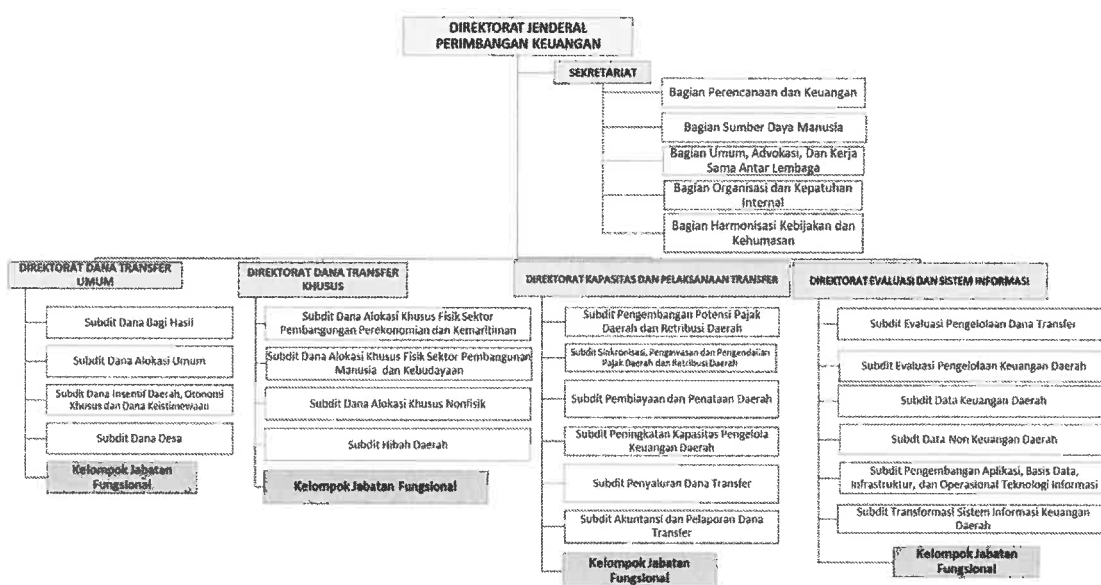 DIREKTORAT JENDERAL
PERIMBANGAN KEUANGAN
SEKRETARIAT
Bagian Perencanaan dan Keuangan
Bagian Sumber Daya Manusia
Bagian Umum, Advokasi, Dan Kerja
Sama Antar Lembaga
Bagian Organisasi dan Kepatuhan
Internal
Bagian Harmonisasi Kebijakan dan
Kehumasan
DIREKTORAT DANA TRANSFER
UMUM
Subdit Dana Bagi Hasil
Subdit Dana Alokasi Umum
Subdit Dana Insentif Daerah, Otonomi
Khusus dan Dana Keistimewaan
Subdit Dana Desa
Kelompok Jabatan
Fungsional
DIREKTORAT DANA TRANSFER
KHUSUS
Subdit Dana Alokasi Khusus Fisik Sektor
Pembangungan Perekonomian dan Kemaritiman
Subdit Dana Alokasi Khusus Fisik Sektor Pembangunan
Manusia dan Kebudayaan
Subdit Dana Alokasi Khusus Nonfisik
Subdit Hibah Daerah
Kelompok Jabatan Fungsional
DIREKTORAT KAPASITAS DAN PELAKSANAAN TRANSFER
Subdit Pengembangan Potensi Pajak
Daerah dan Retribusi Daerah
Subdit Sinkronisasi, Pengawasan dan Pengendalian
Pajak Daerah dan Retribusi Daerah
Subdit Pembiayaan dan Penataan Daerah
Subdit Peningkatan Kapasitas Pengelola
Keuangan Daerah
Subdit Penyaluran Dana Transfer
Subdit Akuntansi dan Pelaporan Dana
Transfer
Kelompok Jabatan
Fungsional
DIREKTORAT EVALUASI DAN SISTEM INFORMASI
Subdit Evaluasi Pengelolaan Dana Transfer
Subdit Evaluasi Pengelolaan Keuangan Daerah
Subdit Data Keuangan Daerah
Subdit Data Non Keuangan Daerah
Subdit Pengembangan Aplikasi, Basis Data,
Infrastruktur, dan Operasional Teknologi Informasi
Subdit Transformasi Sistem Informasi Keuangan
Daerah
Kelompok Jabatan
Fungsional